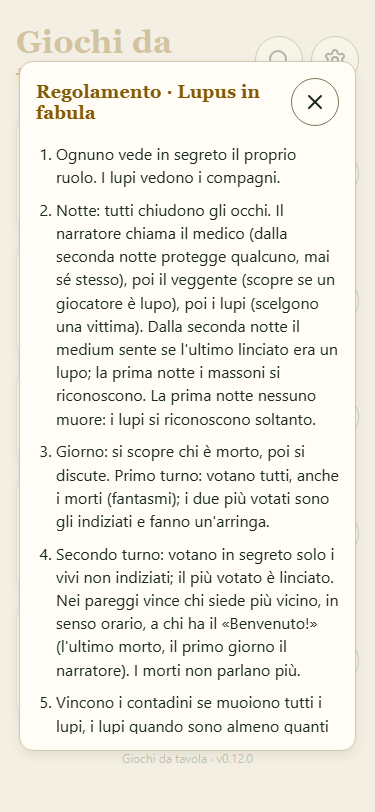 Giochi da
Regolamento · Lupus in
fabula
1. Ognuno vede in segreto il proprio
ruolo. I lupi vedono i compagni.
2. Notte: tutti chiudono gli occhi. Il
narratore chiama il medico (dalla
seconda notte protegge qualcuno, mai
sé stesso), poi il veggente (scopre se un
giocatore è lupo), poi i lupi (scelgono
una vittima). Dalla seconda notte il
medium sente se l'ultimo linciato era un
lupo; la prima notte i massoni si
riconoscono. La prima notte nessuno
muore: i lupi si riconoscono soltanto.
3. Giorno: si scopre chi è morto, poi si
discute. Primo turno: votano tutti, anche
i morti (fantasmi); i due più votati sono
gli indiziati e fanno un'arringa.
4. Secondo turno: votano in segreto solo i
vivi non indiziati; il più votato è linciato.
Nei pareggi vince chi siede più vicino, in
senso orario, a chi ha il «Benvenuto!»
(l'ultimo morto, il primo giorno il
narratore). I morti non parlano più.
5. Vincono i contadini se muoiono tutti i
lupi, i lupi quando sono almeno quanti
Giochi da tavola · v0.12.0